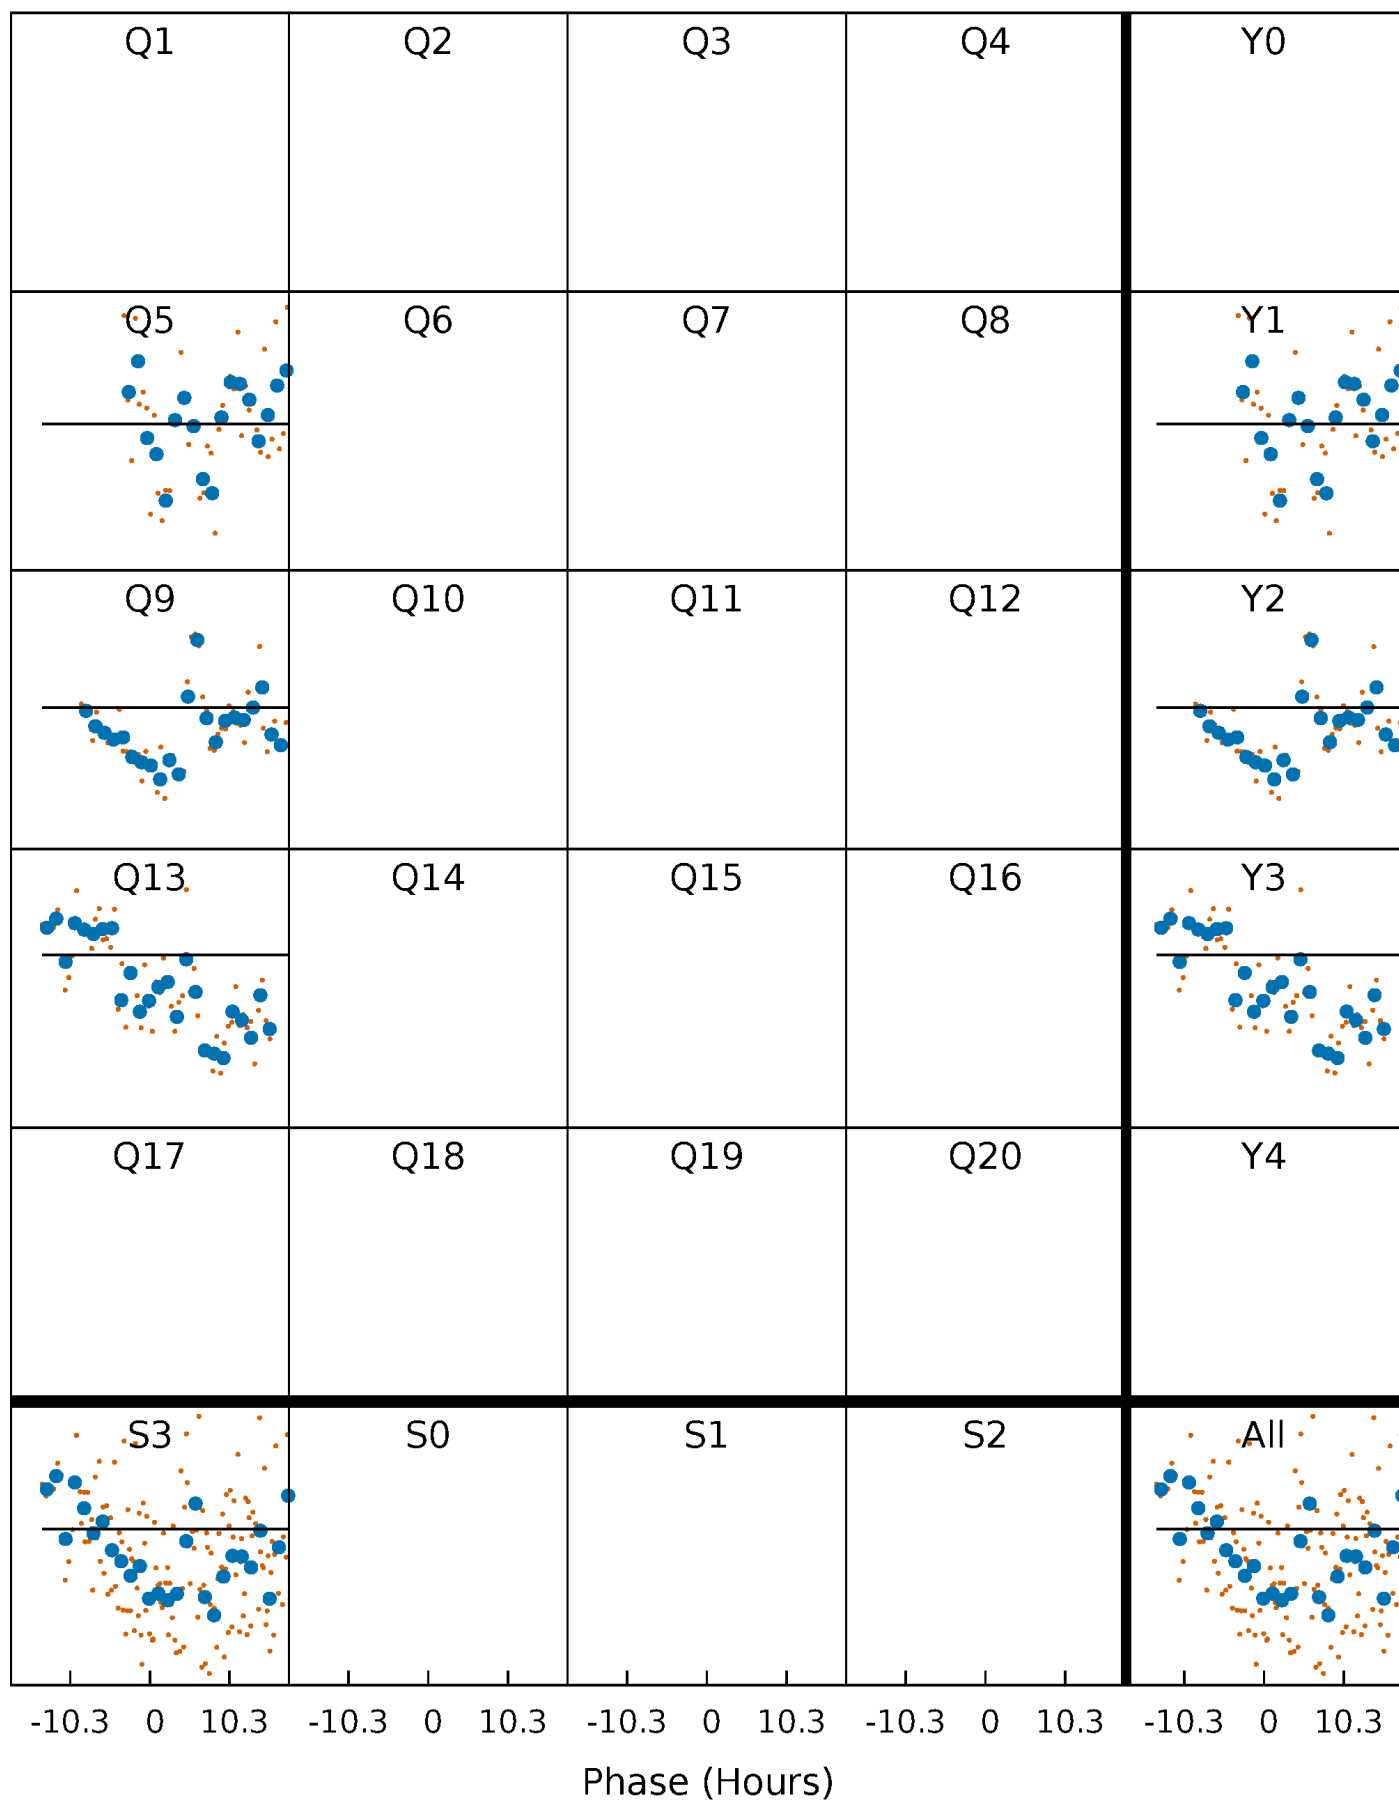 Q1 Q2 Q3 Q4 Y0
Q5 Q6 Q7 Q8 Y1
Q9 Q10 Q11 Q12 Y2
Q13 Q14 Q15 Q16 Y3
Q17 Q18 Q19 Q20 Y4
S3 S0 S1 S2 All
-10.3 0 10.3 -10.3 0 10.3 -10.3 0 10.3 -10.3 0 10.3 -10.3 0 10.3
Phase (Hours)